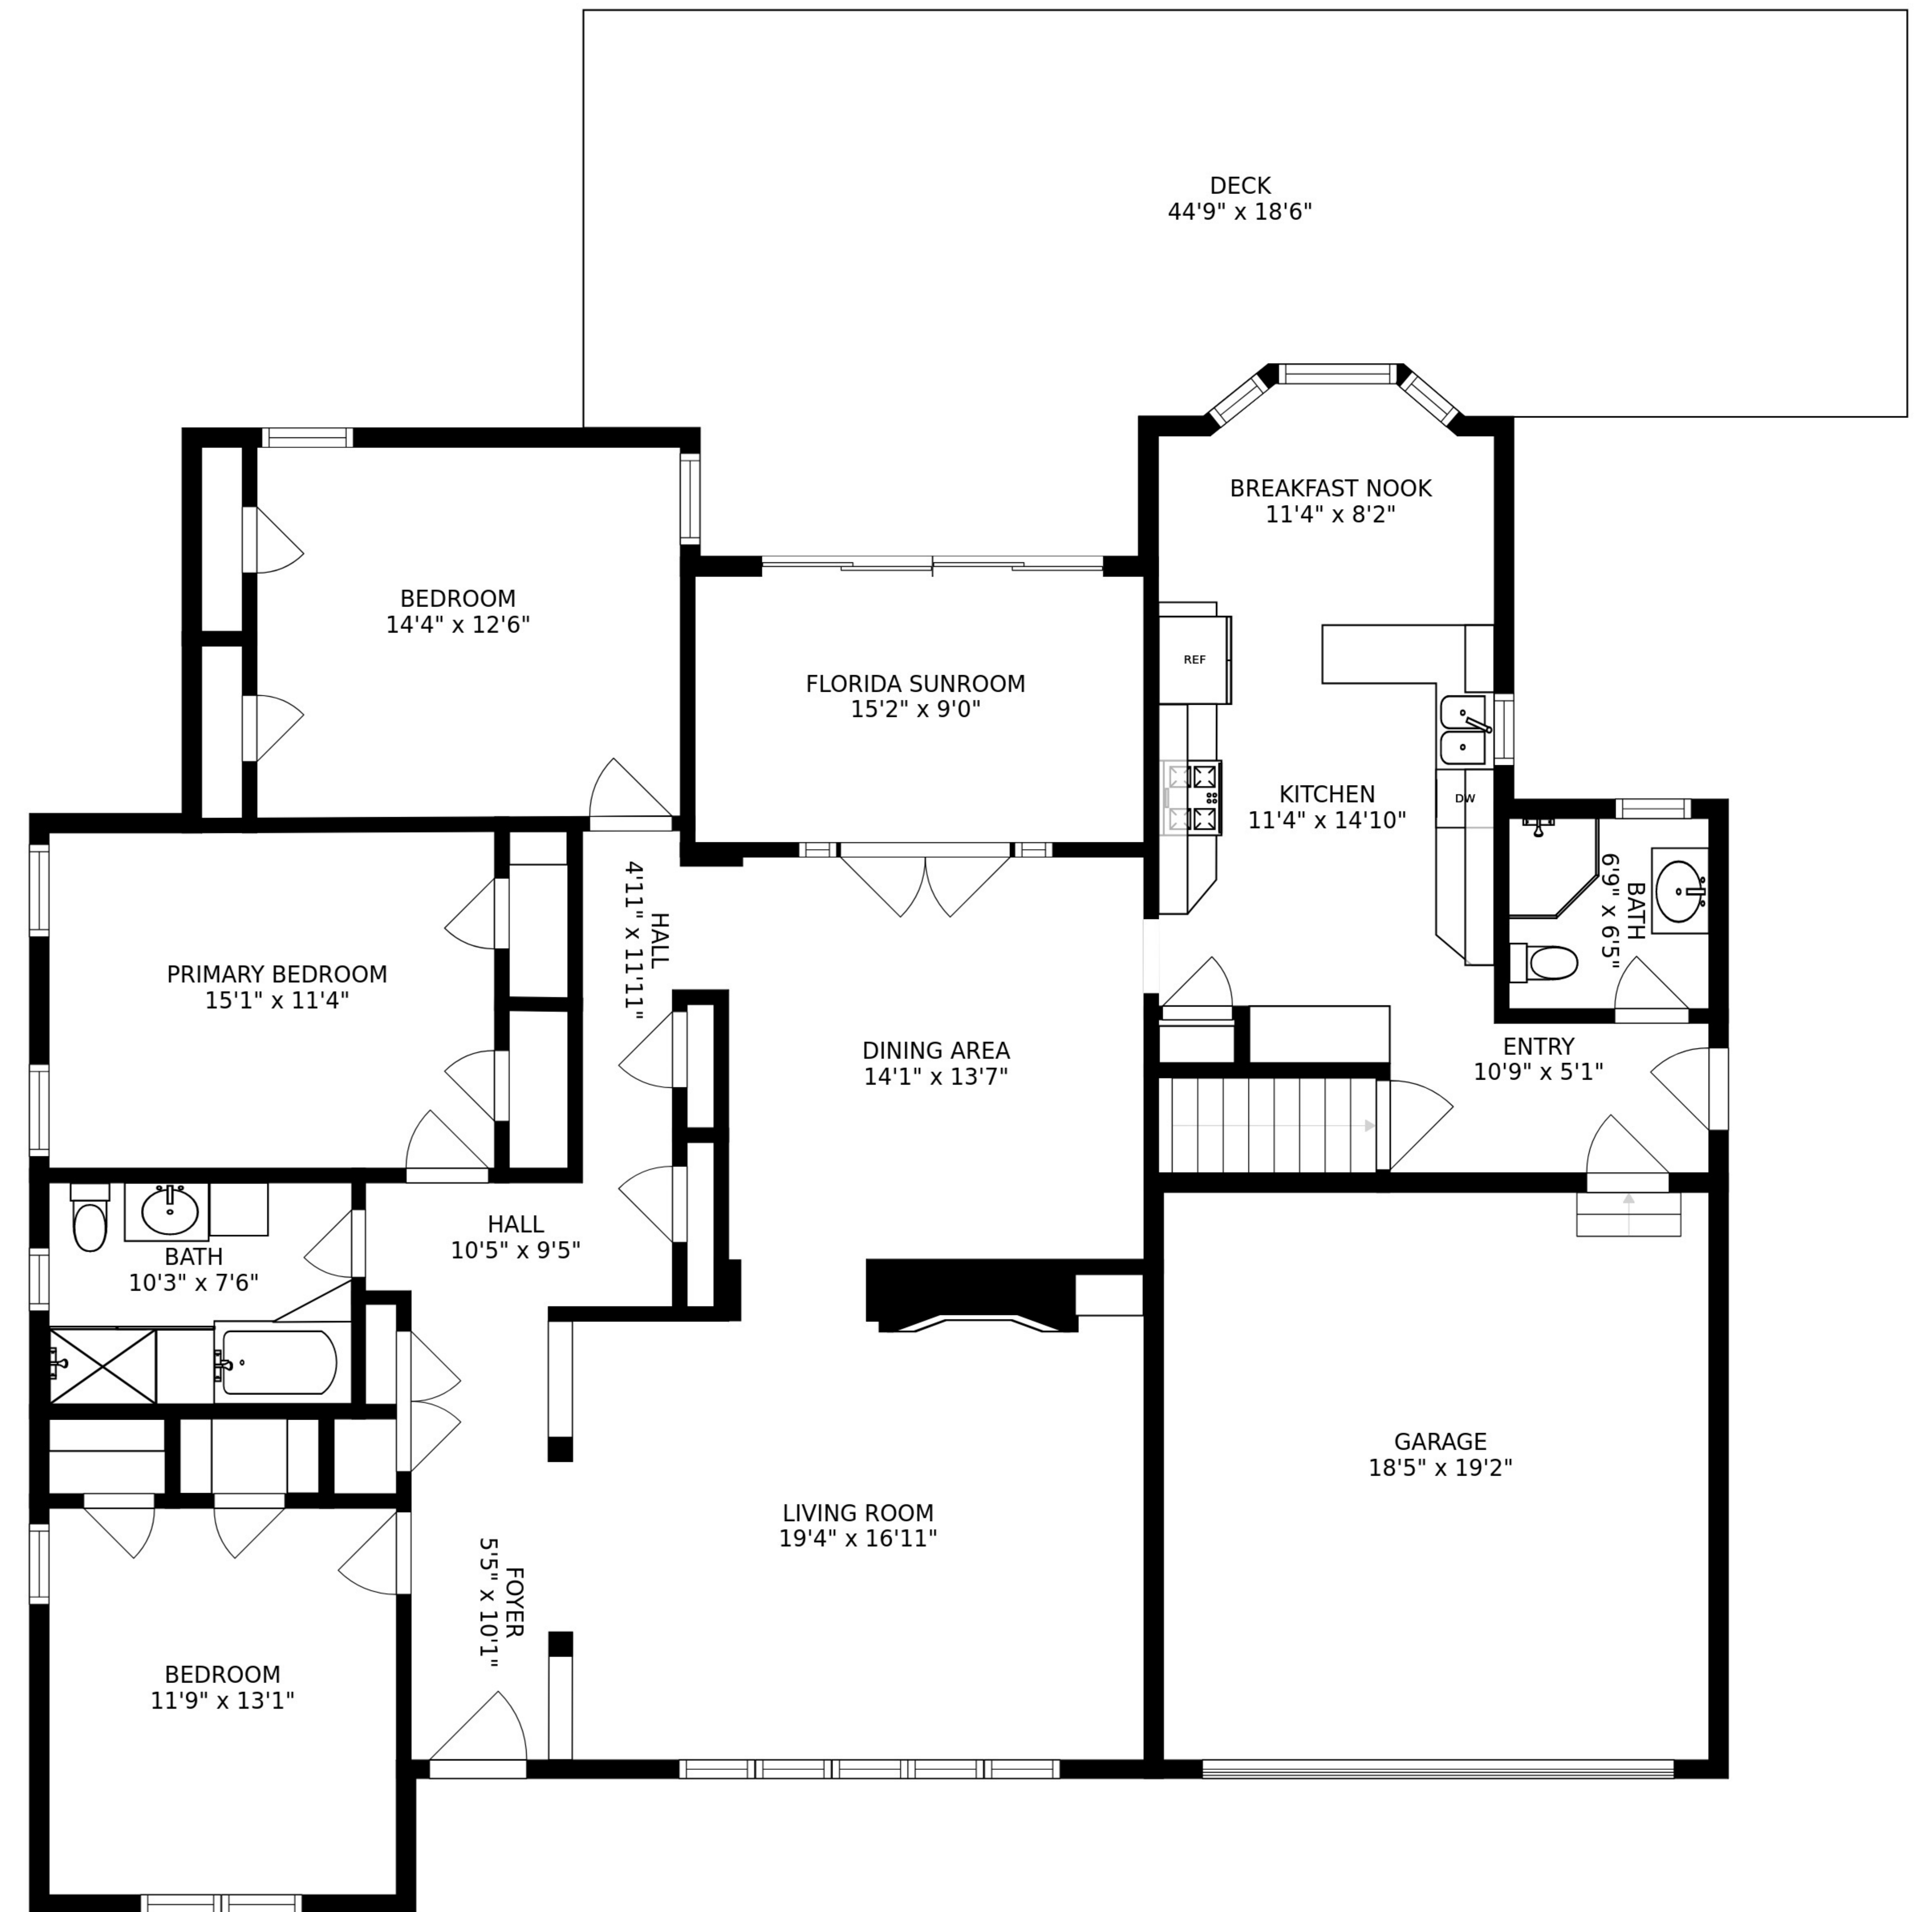 DECK
44'9" x 18'6"
BREAKFAST NOOK
11'4" x 8'2"
BEDROOM
14'4" x 12'6"
FLORIDA SUNROOM
15'2" x 9'0"
REF
KITCHEN
11'4" x 14'10"
DW
BATH
6'9" x 6'5"
HALL
4'11" x 11'11"
PRIMARY BEDROOM
15'1" x 11'4"
DINING AREA
14'1" x 13'7"
ENTRY
10'9" x 5'1"
HALL
10'5" x 9'5"
BATH
10'3" x 7'6"
GARAGE
18'5" x 19'2"
LIVING ROOM
19'4" x 16'11"
FOYER
5'5" x 10'1"
BEDROOM
11'9" x 13'1"